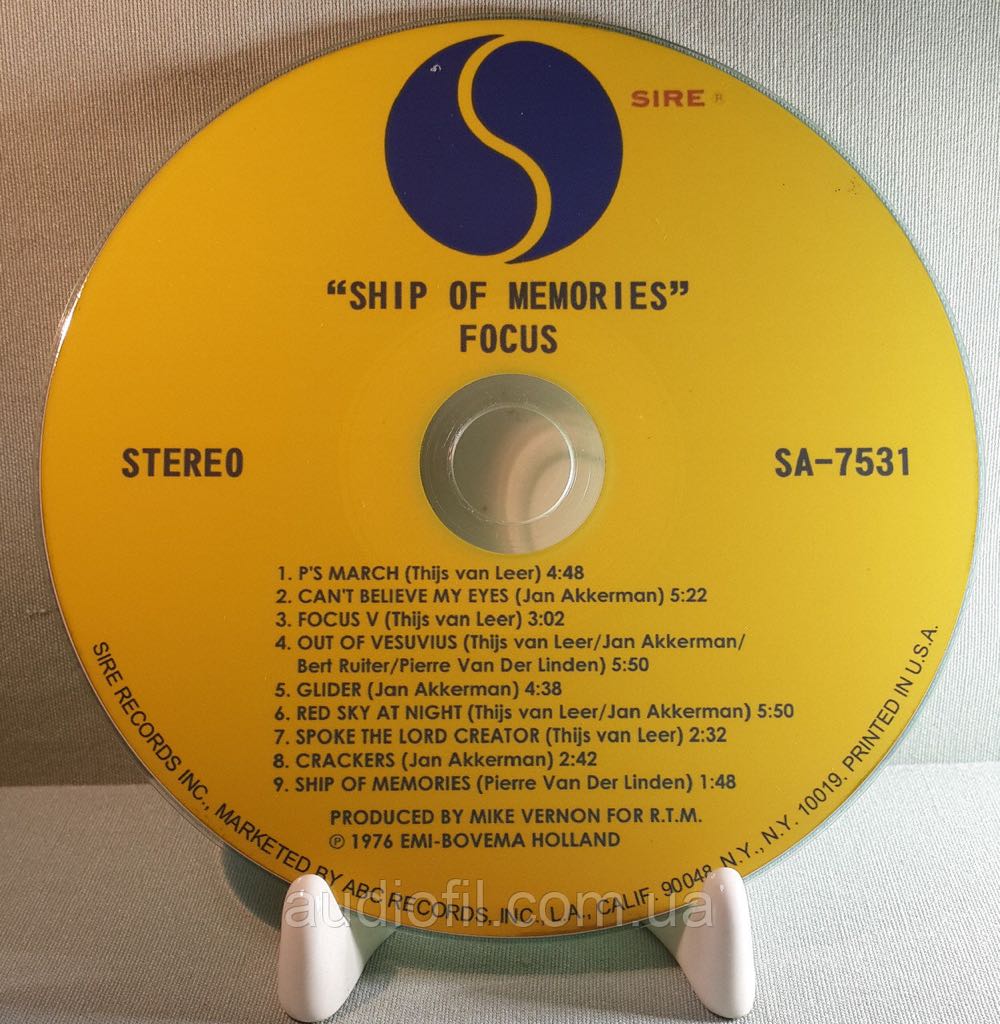 SIRE ®
“SHIP OF MEMORIES”
FOCUS
STEREO
SA-7531
1. P'S MARCH (Thijs van Leer) 4:48
2. CAN'T BELIEVE MY EYES (Jan Akkerman) 5:22
3. FOCUS V (Thijs van Leer) 3:02
4. OUT OF VESUVIUS (Thijs van Leer/Jan Akkerman/
Bert Ruiter/Pierre Van Der Linden) 5:50
5. GLIDER (Jan Akkerman) 4:38
6. RED SKY AT NIGHT (Thijs van Leer/Jan Akkerman) 5:50
7. SPOKE THE LORD CREATOR (Thijs van Leer) 2:32
8. CRACKERS (Jan Akkerman) 2:42
9. SHIP OF MEMORIES (Pierre Van Der Linden) 1:48
PRODUCED BY MIKE VERNON FOR R.T.M.
℗ 1976 EMI-BOVEMA HOLLAND
SIRE RECORDS INC., MARKETED BY ABC RECORDS, INC., L.A., CALIF. 90048, N.Y., N.Y. 10019. PRINTED IN U.S.A.
audiofil.com.ua